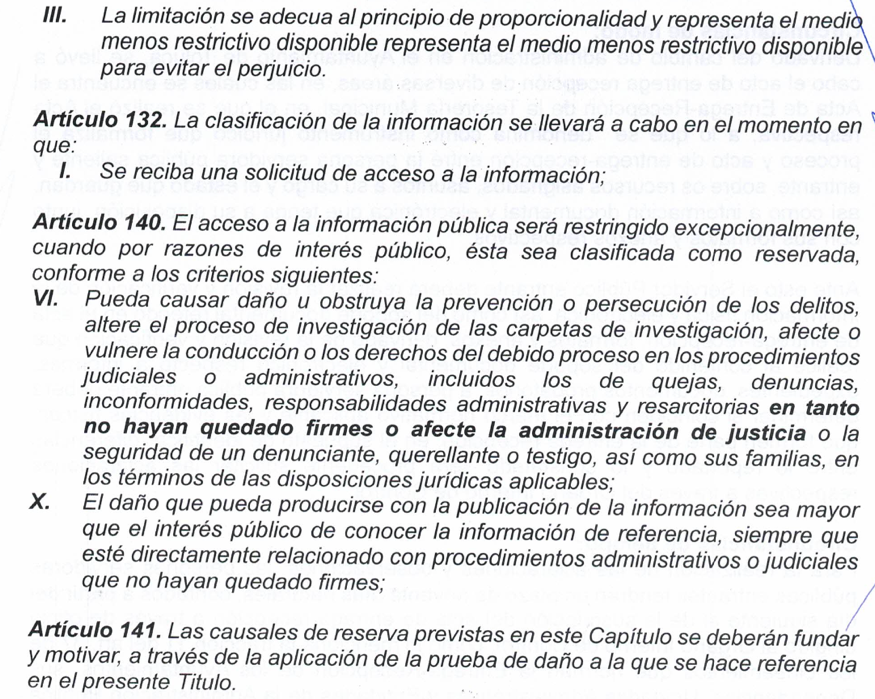 III. La limitación se adecua al principio de proporcionalidad y representa el medio
menos restrictivo disponible representa el medio menos restrictivo disponible
para evitar el perjuicio.
Artículo 132. La clasificación de la información se llevará a cabo en el momento en
que:
I. Se reciba una solicitud de acceso a la información;
Artículo 140. El acceso a la información pública será restringido excepcionalmente,
cuando por razones de interés público, ésta sea clasificada como reservada,
conforme a los criterios siguientes:
VI. Pueda causar daño u obstruya la prevención o persecución de los delitos,
altere el proceso de investigación de las carpetas de investigación, afecte o
vulnere la conducción o los derechos del debido proceso en los procedimientos
judiciales o administrativos, incluidos los de quejas, denuncias,
inconformidades, responsabilidades administrativas y resarcitorias en tanto
no hayan quedado firmes o afecte la administración de justicia o la
seguridad de un denunciante, querellante o testigo, así como sus familias, en
los términos de las disposiciones jurídicas aplicables;
X. El daño que pueda producirse con la publicación de la información sea mayor
que el interés público de conocer la información de referencia, siempre que
esté directamente relacionado con procedimientos administrativos o judiciales
que no hayan quedado firmes;
Artículo 141. Las causales de reserva previstas en este Capítulo se deberán fundar
y motivar, a través de la aplicación de la prueba de daño a la que se hace referencia
en el presente Titulo.